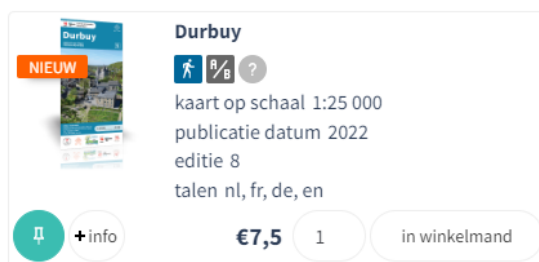 Durbuy
Durbuy
NIEUW
A/B
?
kaart op schaal 1:25 000
publicatie datum 2022
editie 8
talen nl, fr, de, en
+info
€7,5
1
in winkelmand